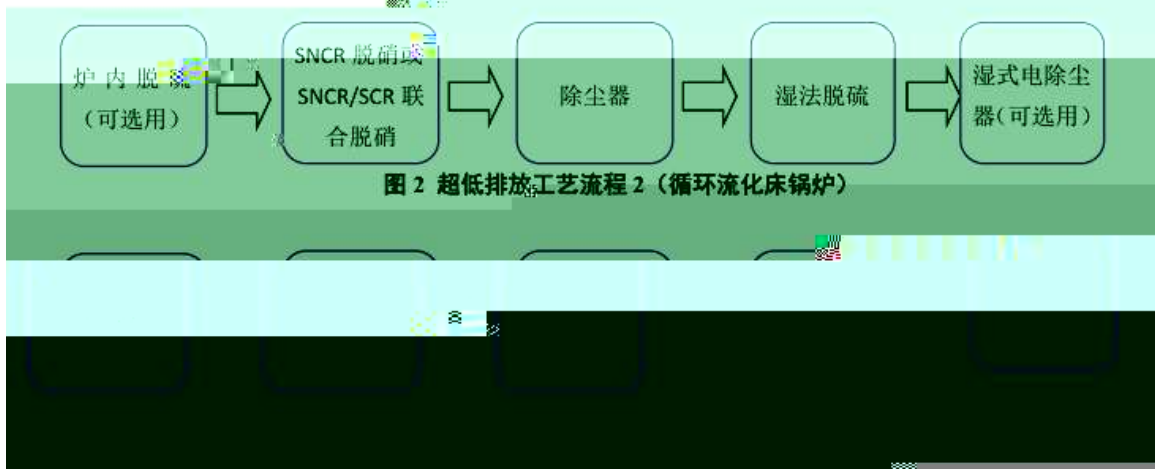 炉内脱硫
（可选用）
SNCR 脱硝或
SNCR/SCR 联
合脱硝
除尘器
湿法脱硫
湿式电除尘
器(可选用)
图 2 超低排放工艺流程 2（循环流化床锅炉）